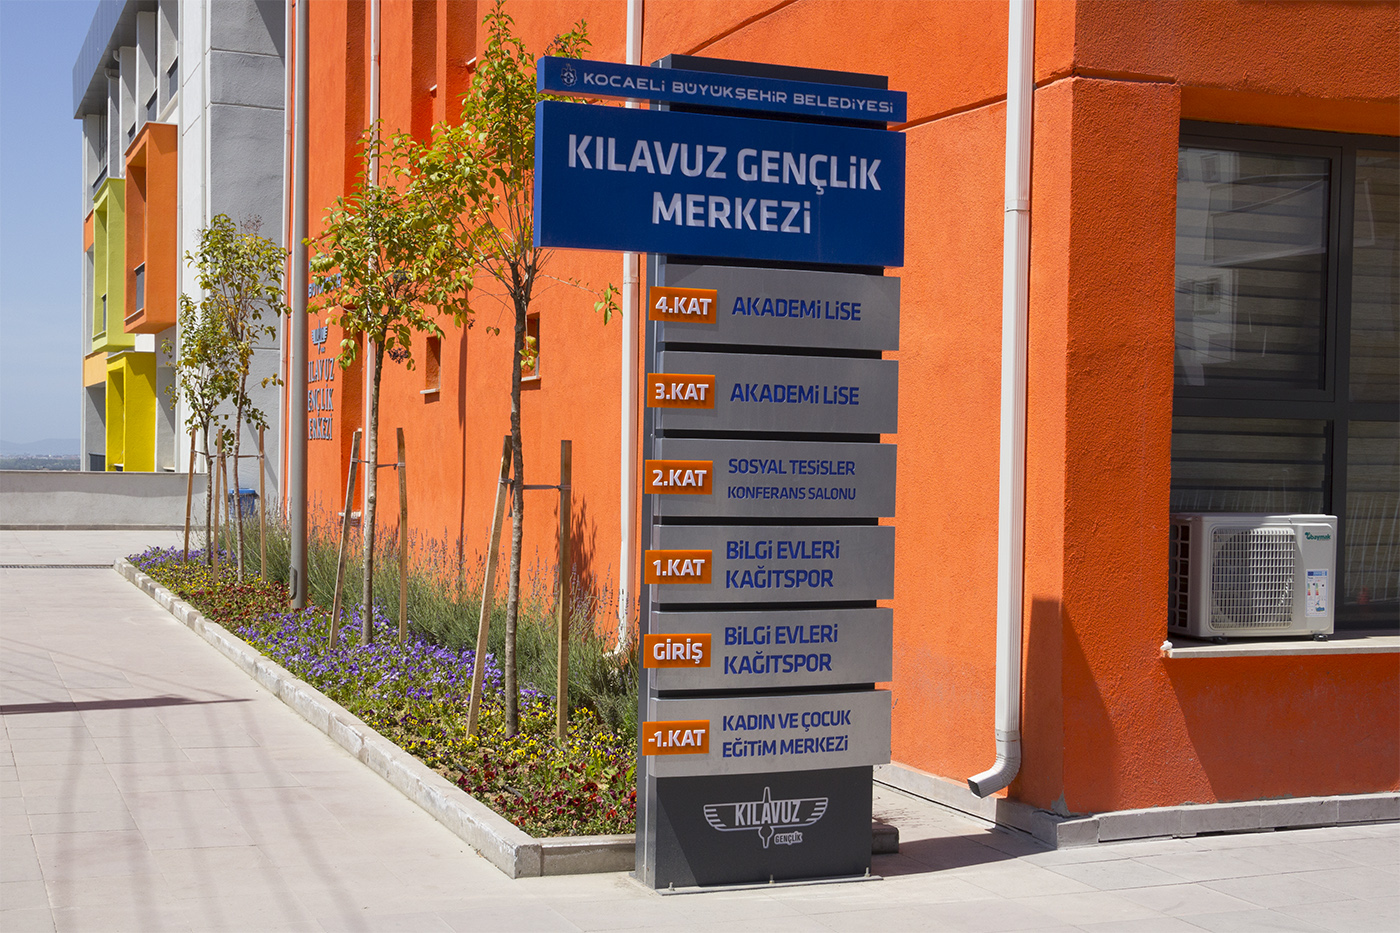 KOCAELİ BÜYÜKŞEHİR BELEDİYESİ
KILAVUZ GENÇLİK
MERKEZİ
4.KAT AKADEMİ LİSE
3.KAT AKADEMİ LİSE
2.KAT SOSYAL TESİSLER
KONFERANS SALONU
1.KAT BİLGİ EVLERİ
KAĞITSPOR
GİRİŞ BİLGİ EVLERİ
KAĞITSPOR
-1.KAT KADIN VE ÇOCUK
EĞİTİM MERKEZİ
KILAVUZ
GENÇLİK